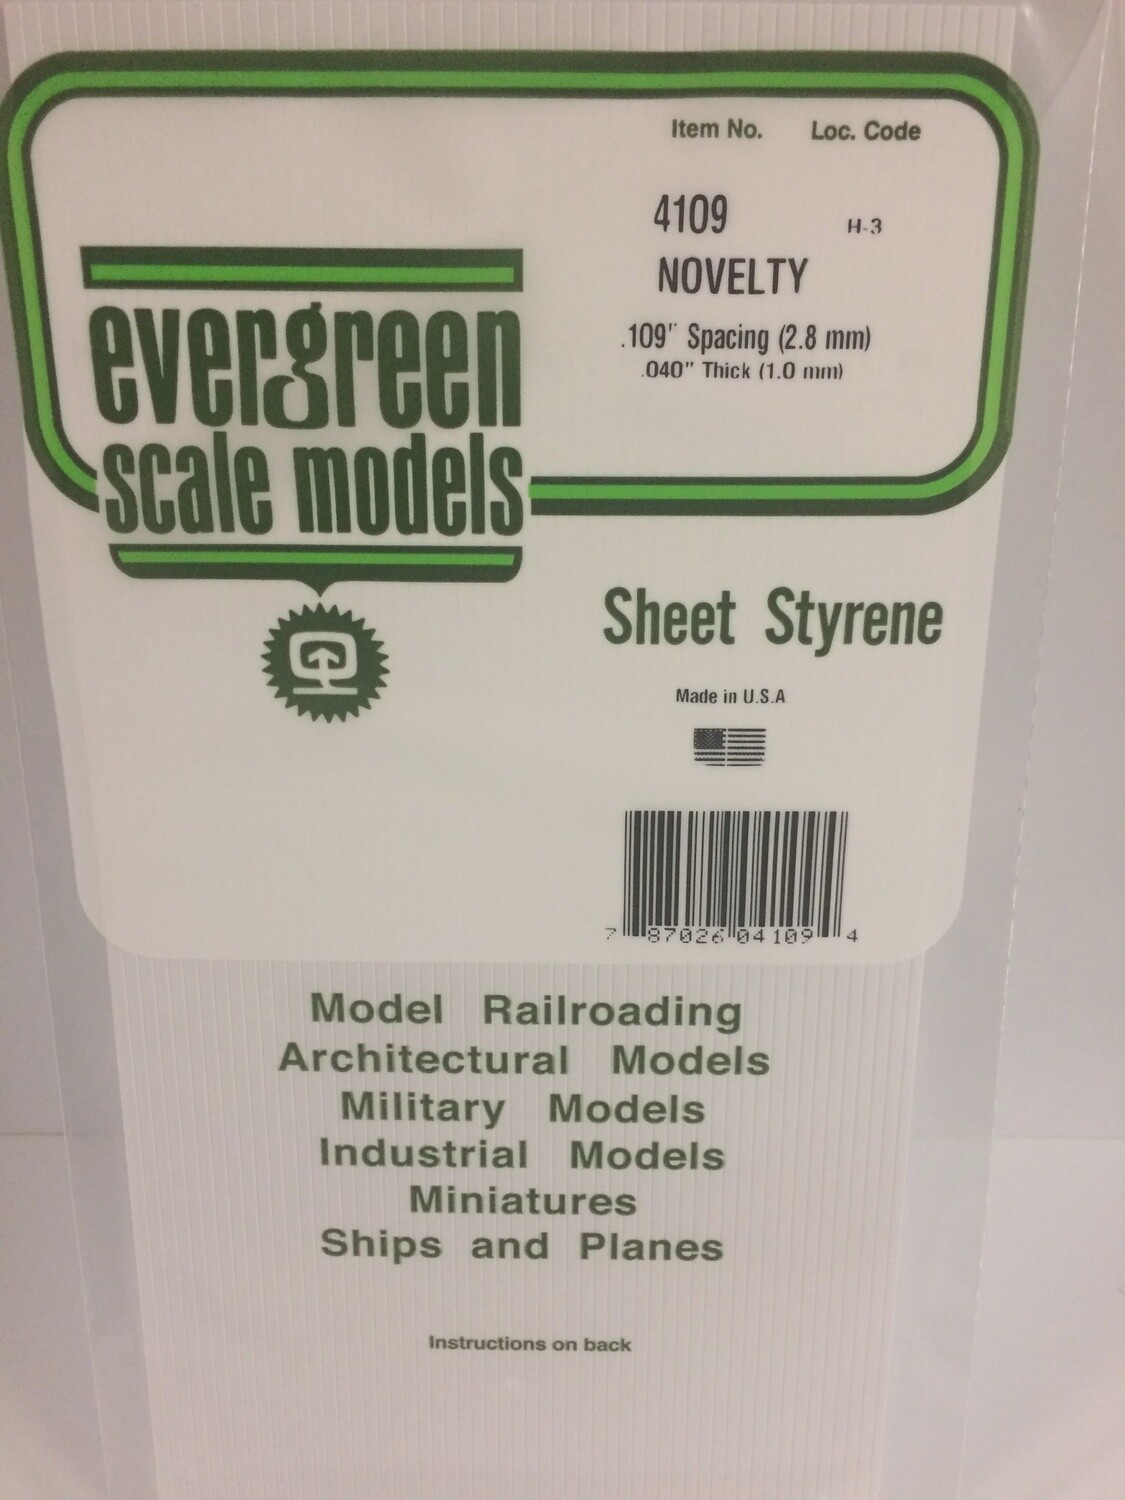 Item No. Loc. Code
4109 H-3
NOVELTY
.109" Spacing (2.8 mm)
.040" Thick (1.0 mm)
evergreen
scale models
Sheet Styrene
Made in U.S.A
7 87026 04109 4
Model Railroading
Architectural Models
Military Models
Industrial Models
Miniatures
Ships and Planes
Instructions on back